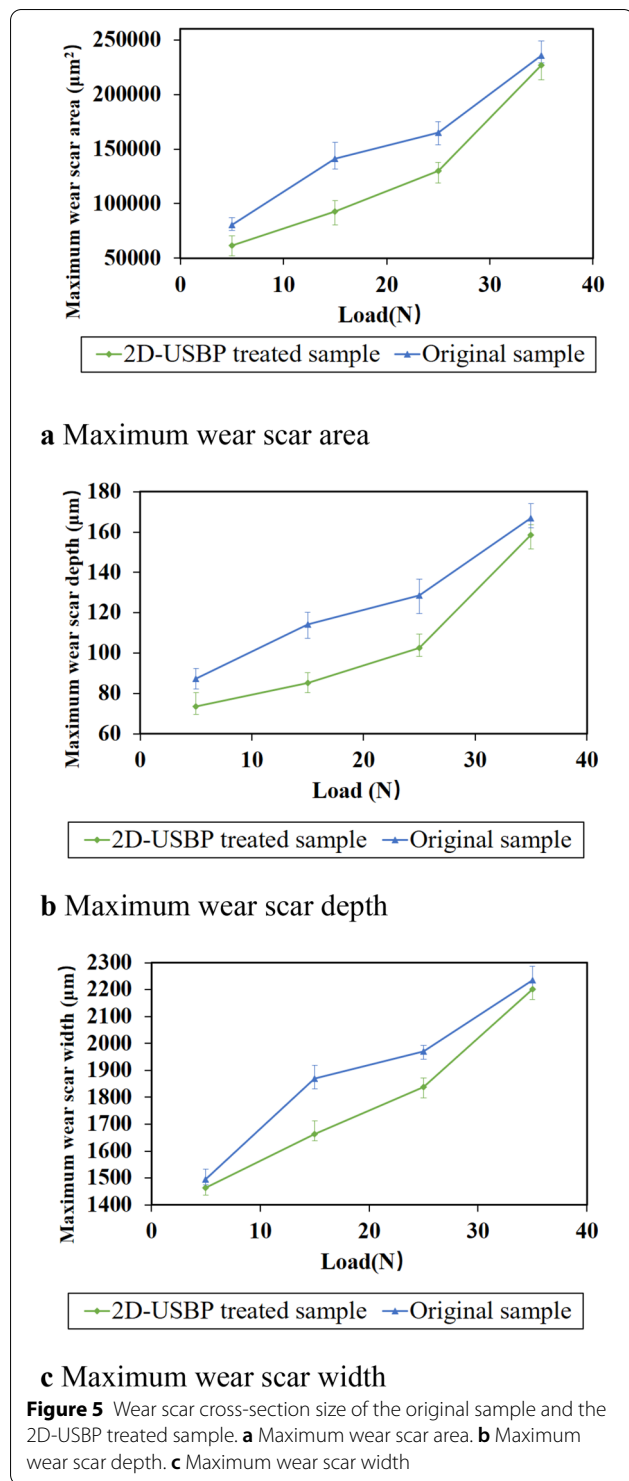 Maximum wear scar area (μm²)
250000
200000
150000
100000
50000
0 10 20 30 40
Load(N)
2D-USBP treated sample Original sample
a Maximum wear scar area
Maximum wear scar depth (μm)
180
160
140
120
100
80
60
0 10 20 30 40
Load (N)
2D-USBP treated sample Original sample
b Maximum wear scar depth
Maximum wear scar width (μm)
2300
2200
2100
2000
1900
1800
1700
1600
1500
1400
0 10 20 30 40
Load(N)
2D-USBP treated sample Original sample
c Maximum wear scar width
Figure 5 Wear scar cross-section size of the original sample and the
2D-USBP treated sample. a Maximum wear scar area. b Maximum
wear scar depth. c Maximum wear scar width